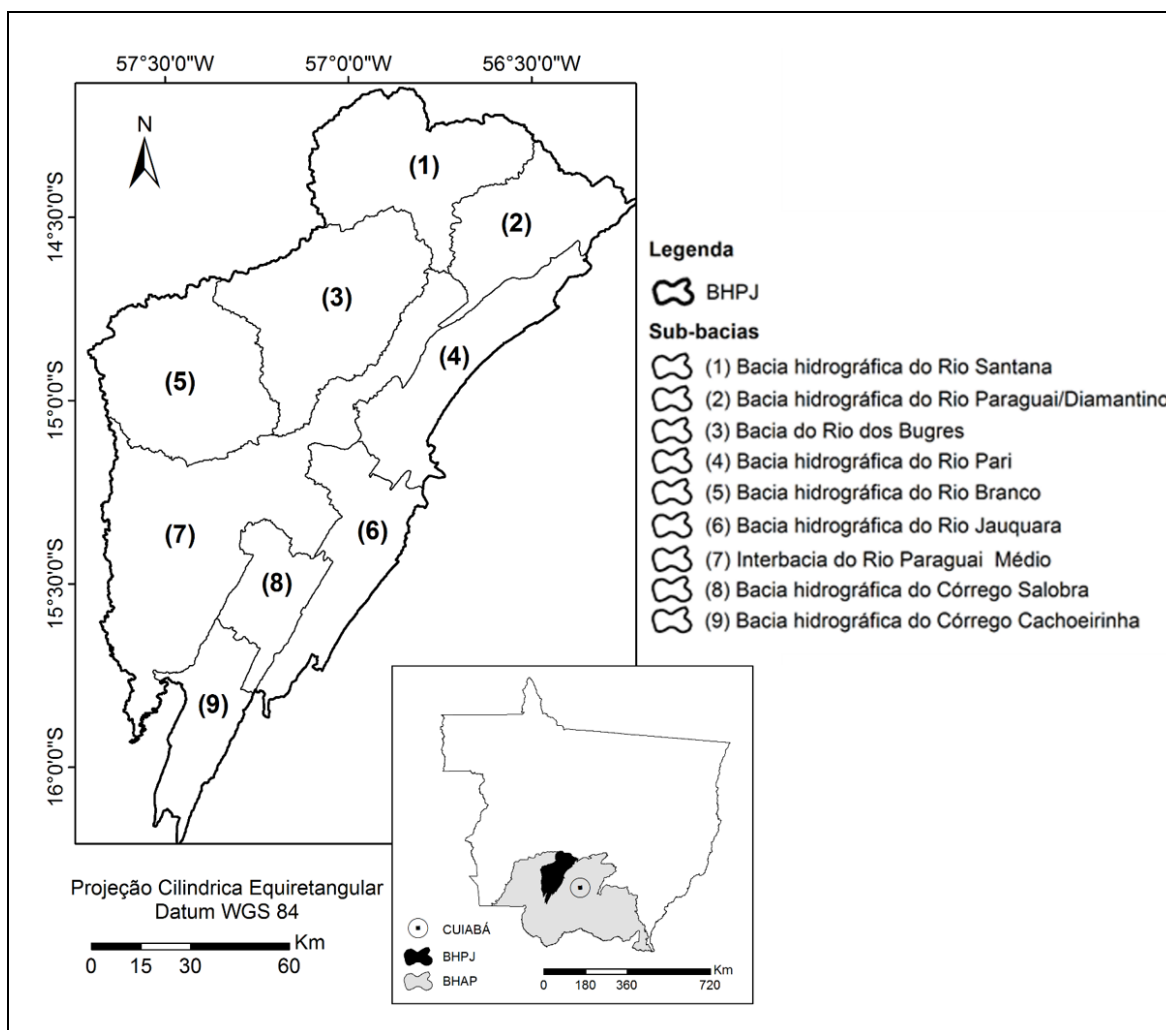 57°30'0"W 57°0'0"W 56°30'0"W
N
14°30'0"S
15°0'0"S
15°30'0"S
16°0'0"S
(1)
(2)
(3)
(4)
(5)
(6)
(7)
(8)
(9)
Legenda
BHPJ
Sub-bacias
(1) Bacia hidrográfica do Rio Santana
(2) Bacia hidrográfica do Rio Paraguai/Diamantino
(3) Bacia do Rio dos Bugres
(4) Bacia hidrográfica do Rio Pari
(5) Bacia hidrográfica do Rio Branco
(6) Bacia hidrográfica do Rio Jauquara
(7) Interbacia do Rio Paraguai Médio
(8) Bacia hidrográfica do Córrego Salobra
(9) Bacia hidrográfica do Córrego Cachoeirinha
Projeção Cilindrica Equiretangular
Datum WGS 84
Km
0 15 30 60
CUIABÁ
BHPJ
BHAP
Km
0 180 360 720